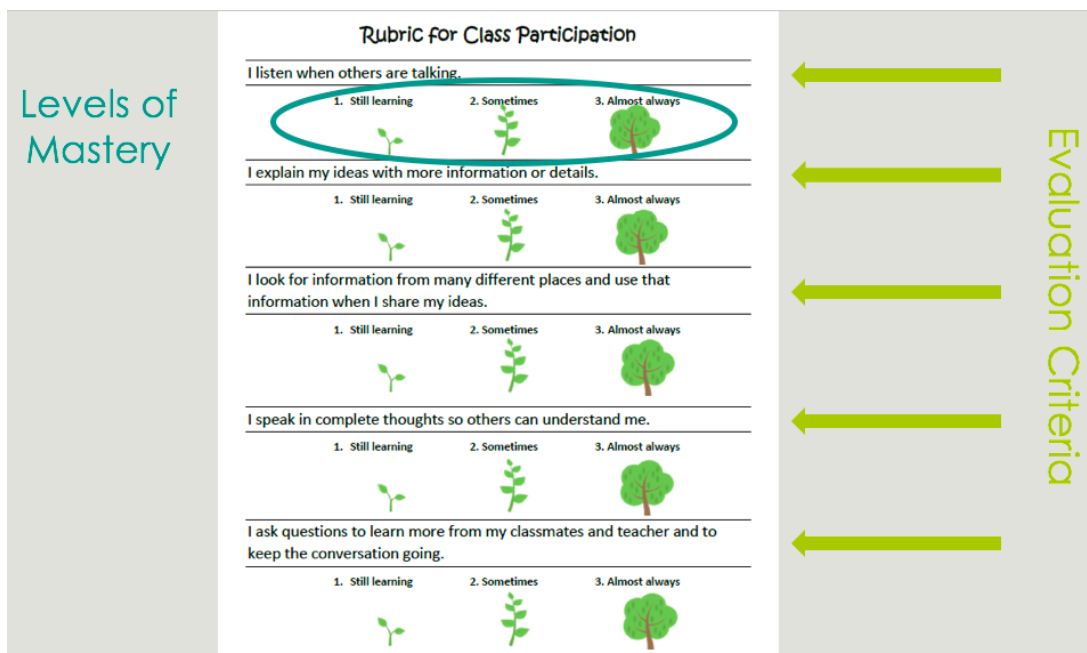 Rubric for Class Participation
I listen when others are talking.
Levels of
Mastery
1. Still learning 2. Sometimes 3. Almost always
I explain my ideas with more information or details.
1. Still learning 2. Sometimes 3. Almost always
I look for information from many different places and use that
information when I share my ideas.
1. Still learning 2. Sometimes 3. Almost always
I speak in complete thoughts so others can understand me.
1. Still learning 2. Sometimes 3. Almost always
I ask questions to learn more from my classmates and teacher and to
keep the conversation going.
1. Still learning 2. Sometimes 3. Almost always
Evaluation Criteria